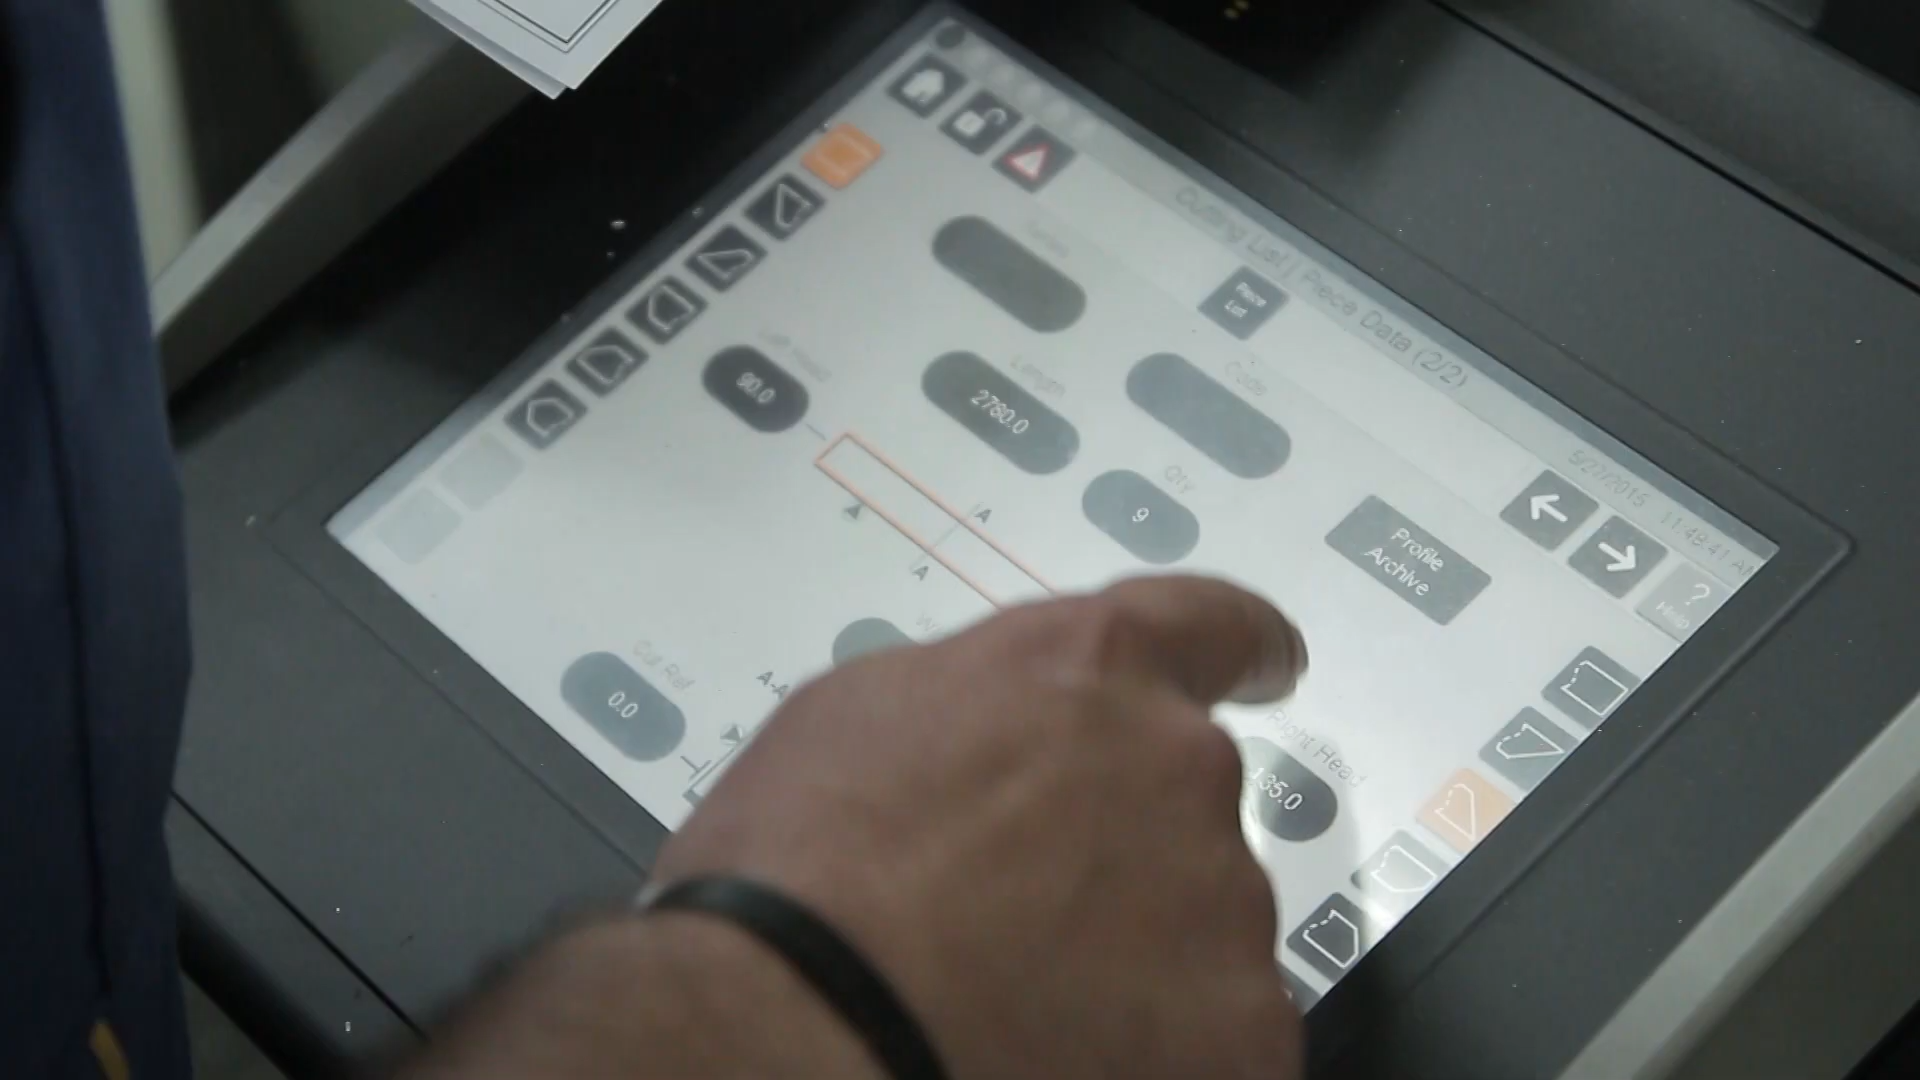 Cutting List | Piece Data (2/2)
5/27/2015 11:48:41 AM
Piece
List
?
Help
Code
Length
2760.0
Qty
9
Profile
Archive
Left Head
90.0
A
A
Cut Ref
0.0
A-A
Right Head
135.0